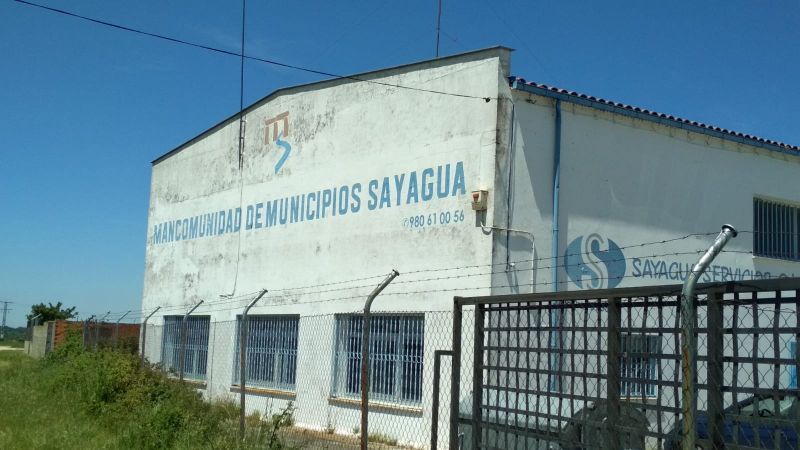 MANCOMUNIDAD DE MUNICIPIOS SAYAGUA
✆980 61 00 56
S
SAYAGUA SERVICIOS